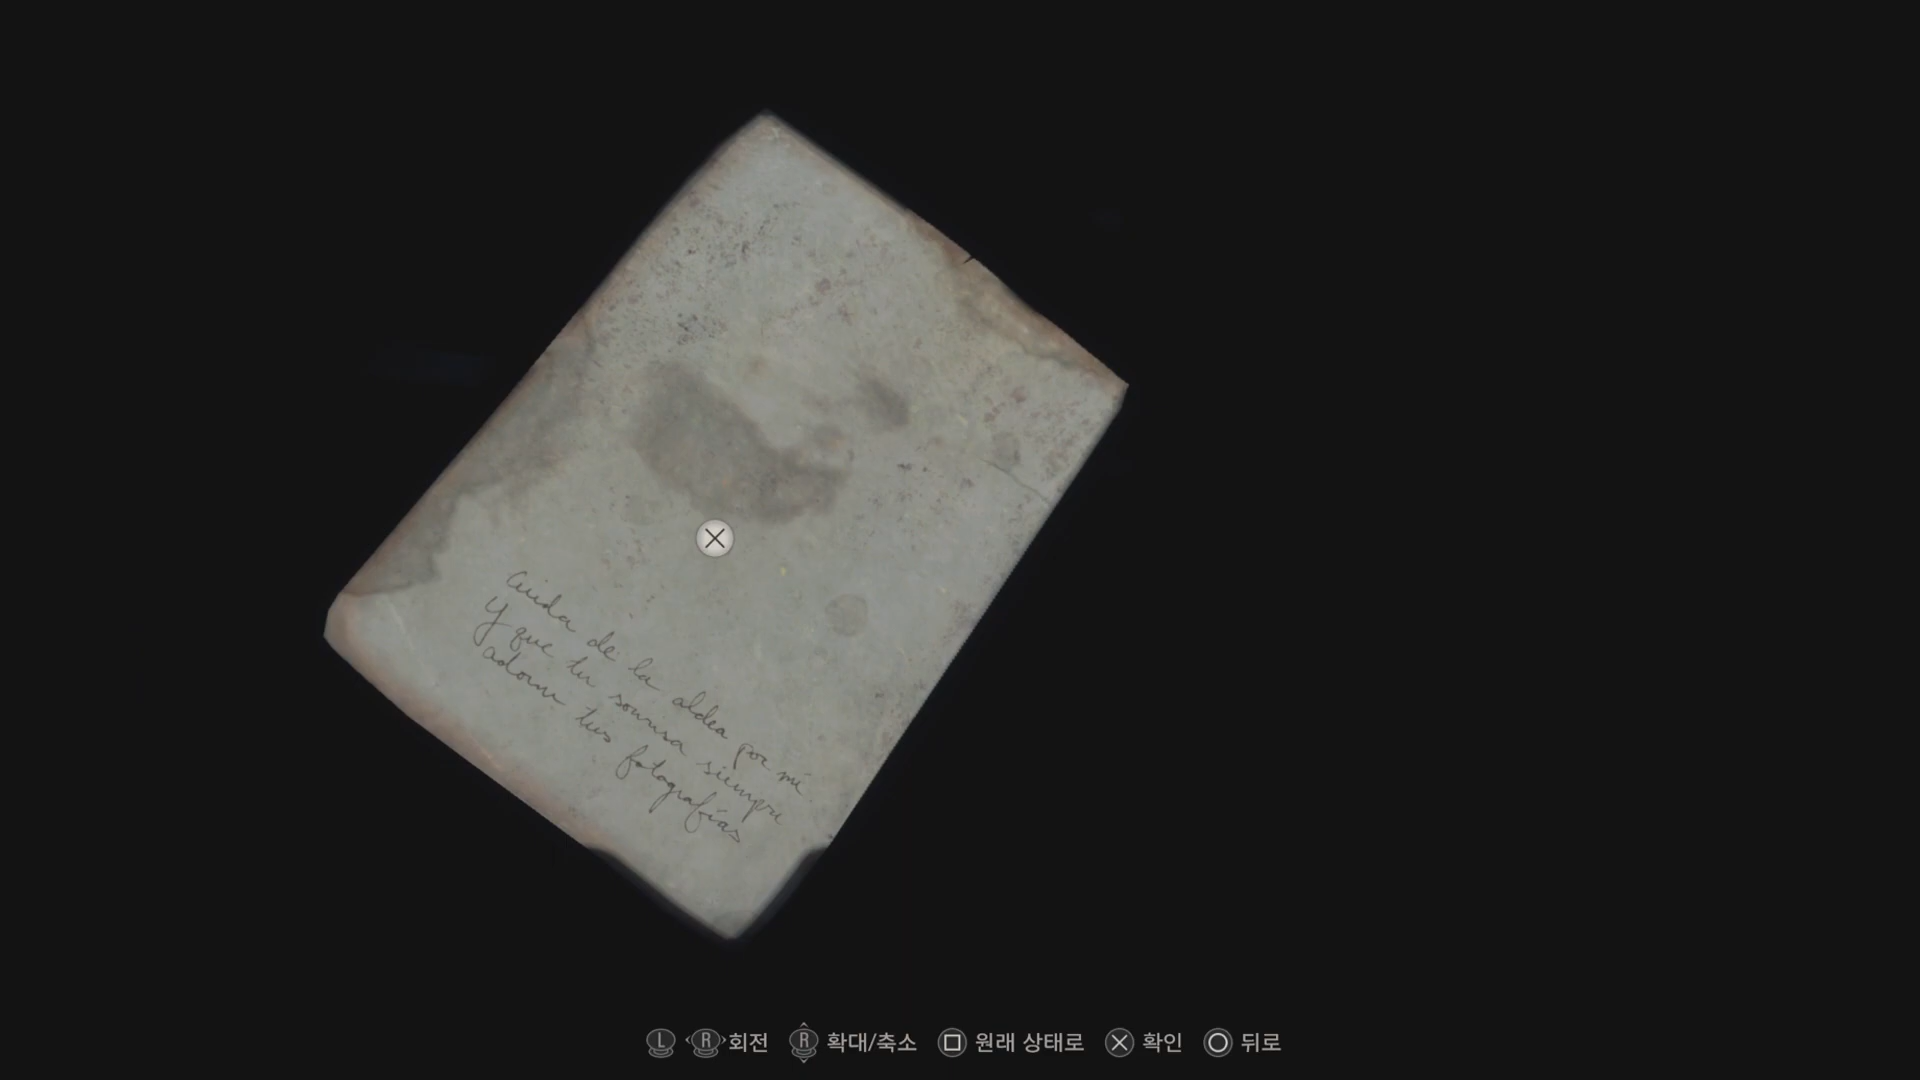 Cuida de la aldea por mí
Y que tu sonrisa siempre
adorne tus fotografías
L R 회전 R 확대/축소 원래 상태로 확인 뒤로